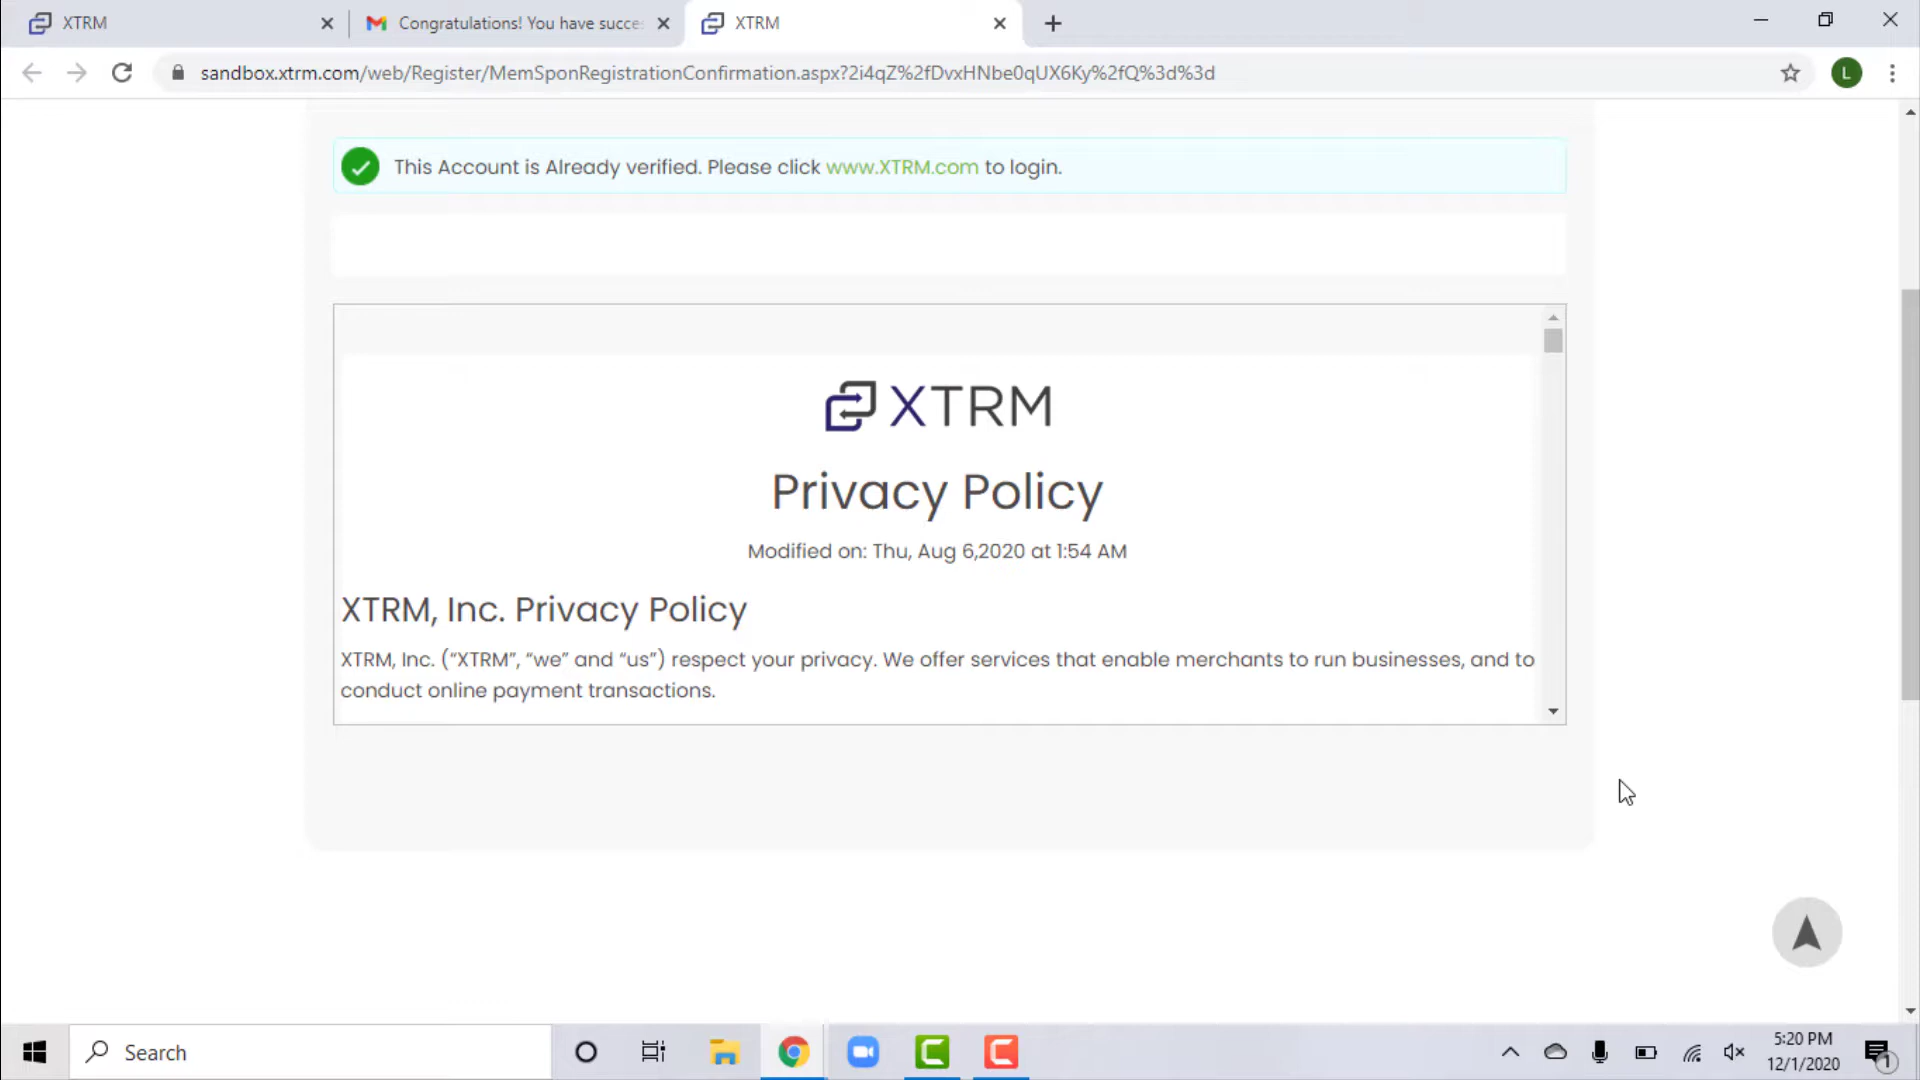 XTRM
Congratulations! You have succe
XTRM
sandbox.xtrm.com/web/Register/MemSponRegistrationConfirmation.aspx?2i4qZ%2fDvxHNbe0qUX6Ky%2fQ%3d%3d
L
This Account is Already verified. Please click www.XTRM.com to login.
XTRM
Privacy Policy
Modified on: Thu, Aug 6,2020 at 1:54 AM
XTRM, Inc. Privacy Policy
XTRM, Inc. (“XTRM”, “we” and “us”) respect your privacy. We offer services that enable merchants to run businesses, and to
conduct online payment transactions.
Search
5:20 PM
12/1/2020
1